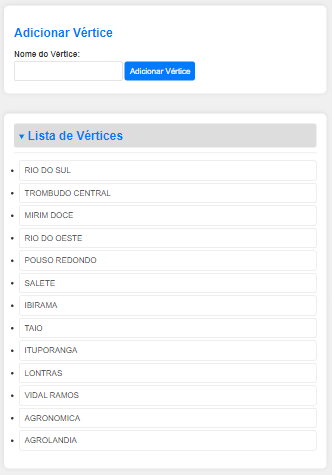 Adicionar Vértice
Nome do Vértice:
Adicionar Vértice
Lista de Vértices
RIO DO SUL
TROMBUDO CENTRAL
MIRIM DOCE
RIO DO OESTE
POUSO REDONDO
SALETE
IBIRAMA
TAIO
ITUPORANGA
LONTRAS
VIDAL RAMOS
AGRONOMICA
AGROLANDIA